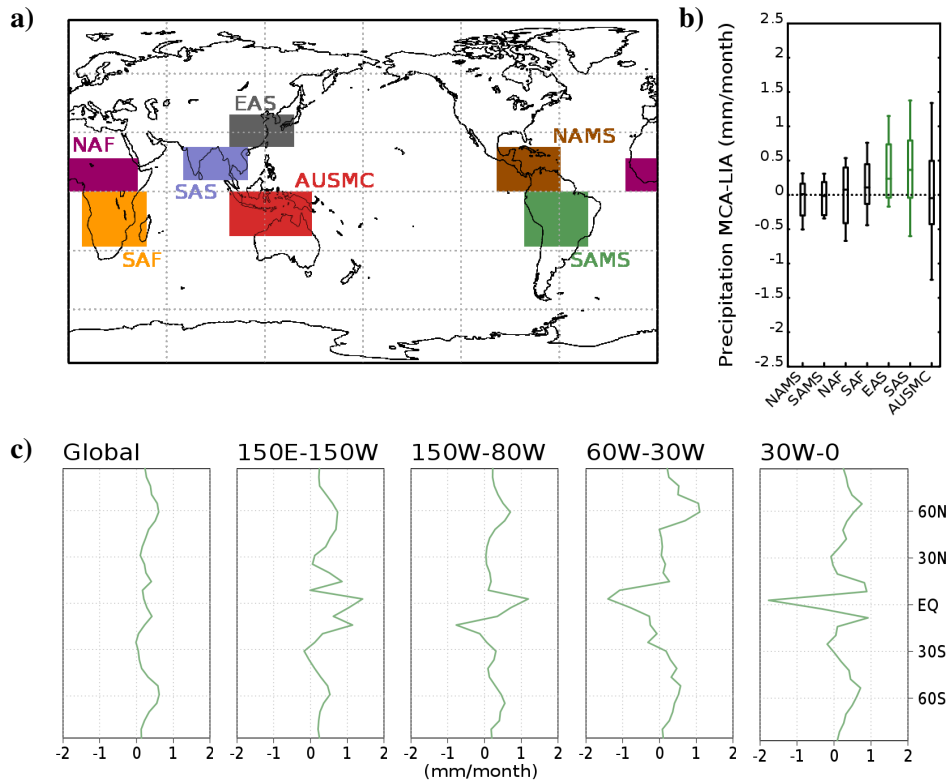 a)
EAS
NAF
SAS
AUSMC
NAMS
SAF
SAMS
b)
Precipitation MCA-LIA (mm/month)
2.5
2
1.5
1
0.5
0
-0.5
-1
-1.5
-2
-2.5
NAMS
SAMS
NAF
SAF
EAS
SAS
AUSMC
c)
Global
150E-150W
150W-80W
60W-30W
30W-0
60N
30N
EQ
30S
60S
-2 -1 0 1 2
-2 -1 0 1 2
-2 -1 0 1 2
-2 -1 0 1 2
-2 -1 0 1 2
(mm/month)